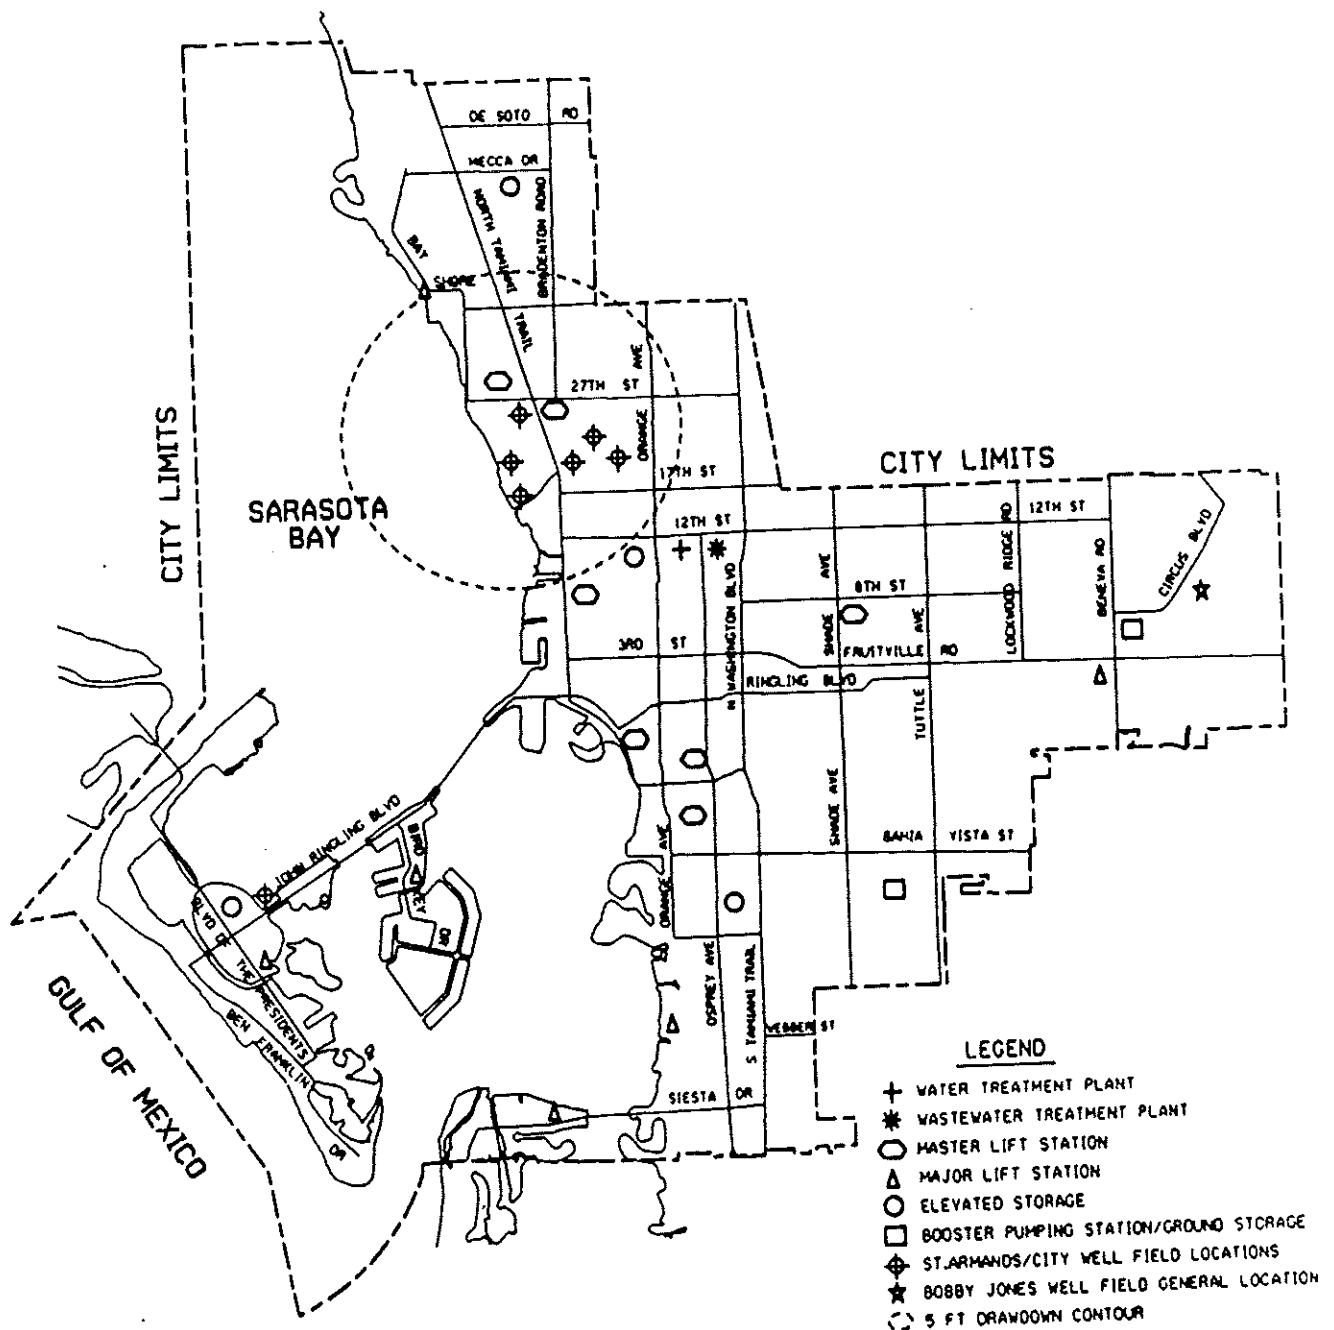 DE SOTO RD
MECCA DR
NORTH TAMIAMI TRAIL
BRADENTON ROAD
BAY SHORE
27TH ST
ORANGE AVE
17TH ST
CITY LIMITS
CITY LIMITS
SARASOTA
BAY
12TH ST
12TH ST
N WASHINGTON BLVD
SHADE AVE
8TH ST
LOCKWOOD RIDGE RD
BENEVA RD
CIRCUS BLVD
3RD ST
FRUITVILLE RD
RINGLING BLVD
TUTTLE AVE
SHADE AVE
BAHIA VISTA ST
JOHN RINGLING BLVD
BIRD KEY DR
ORANGE AVE
BLVD OF THE PRESIDENTS
BEN FRANKLIN DR
OSPREY AVE
S TAMIAMI TRAIL
WEBBER ST
SIESTA DR
GULF OF MEXICO
LEGEND
WATER TREATMENT PLANT
WASTEWATER TREATMENT PLANT
MASTER LIFT STATION
MAJOR LIFT STATION
ELEVATED STORAGE
BOOSTER PUMPING STATION/GROUND STORAGE
ST.ARMANDS/CITY WELL FIELD LOCATIONS
BOBBY JONES WELL FIELD GENERAL LOCATION
5 FT DRAWDOWN CONTOUR